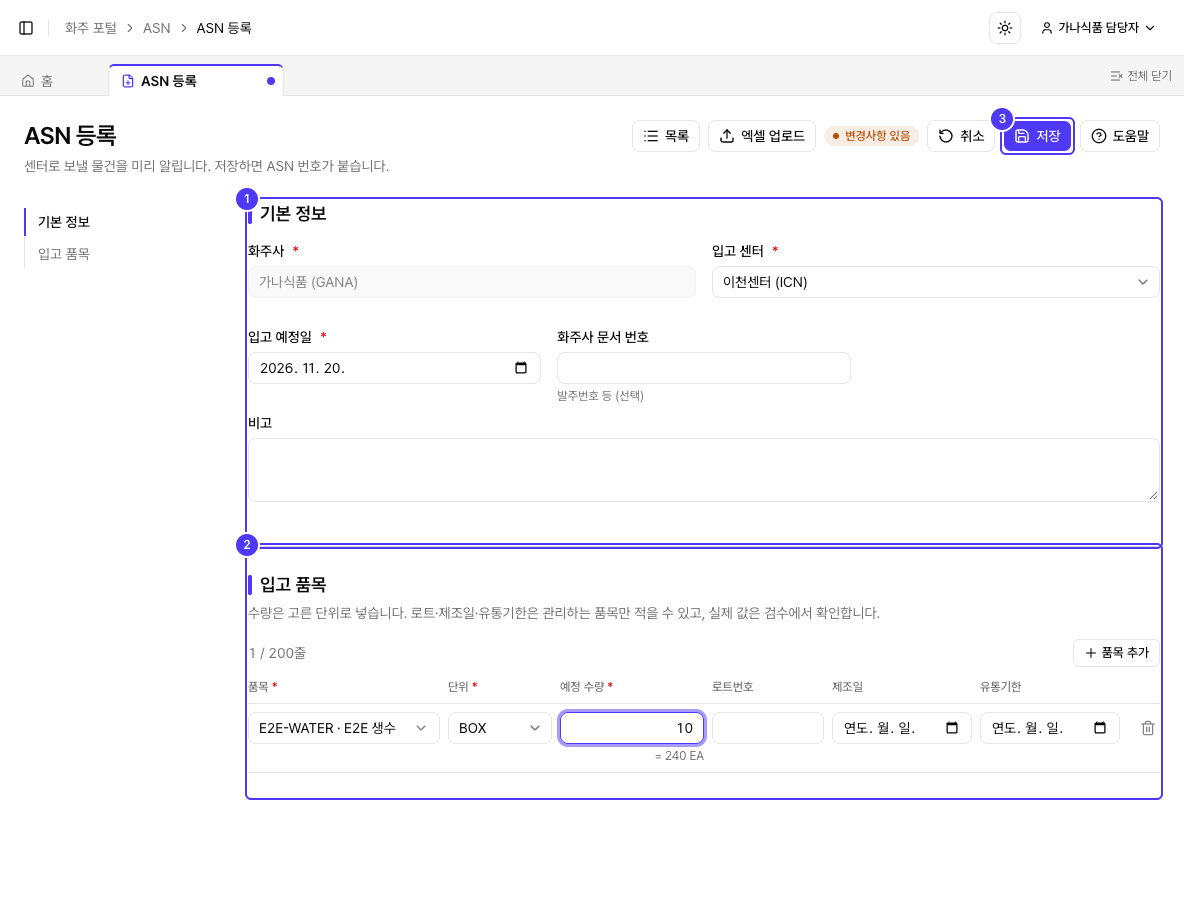 화주 포털 > ASN > ASN 등록
가나식품 담당자
홈
ASN 등록
전체 닫기
ASN 등록
센터로 보낼 물건을 미리 알립니다. 저장하면 ASN 번호가 붙습니다.
목록
엑셀 업로드
변경사항 있음
취소
3
저장
도움말
기본 정보
입고 품목
1
기본 정보
화주사 *
입고 센터 *
가나식품 (GANA)
이천센터 (ICN)
입고 예정일 *
화주사 문서 번호
2026. 11. 20.
발주번호 등 (선택)
비고
2
입고 품목
수량은 고른 단위로 넣습니다. 로트·제조일·유통기한은 관리하는 품목만 적을 수 있고, 실제 값은 검수에서 확인합니다.
1 / 200줄
+ 품목 추가
품목 * 단위 * 예정 수량 * 로트번호 제조일 유통기한
E2E-WATER · E2E 생수 BOX 10 연도. 월. 일. 연도. 월. 일.
= 240 EA